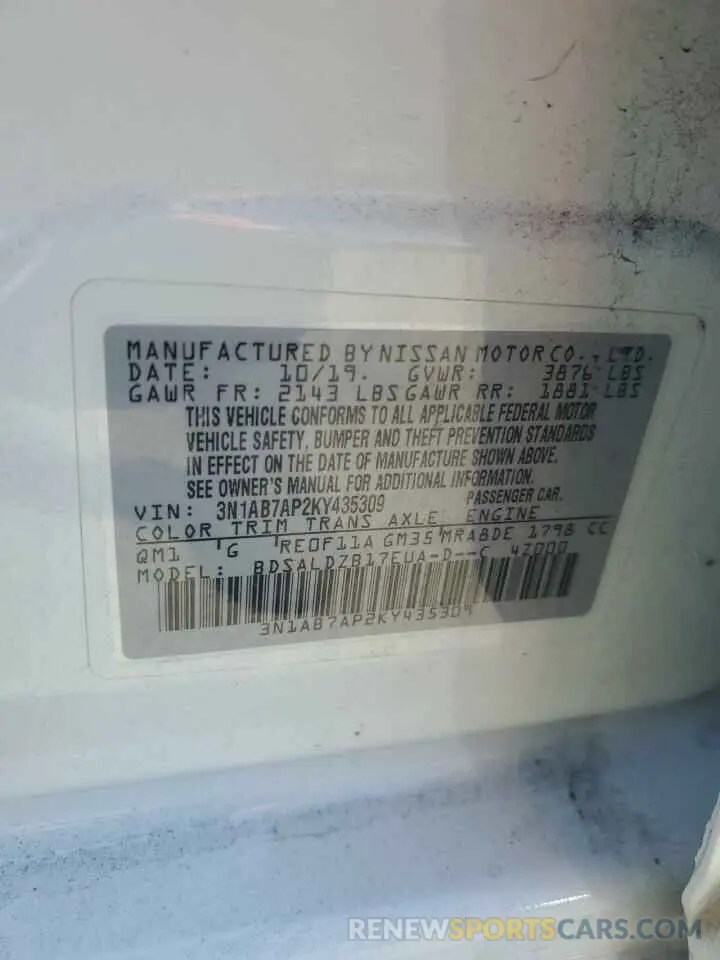 MANUFACTURED BY NISSAN MOTOR CO., LTD.
DATE: 10/19. GVWR: 3876 LBS
GAWR FR: 2143 LBS GAWR RR: 1881 LBS
THIS VEHICLE CONFORMS TO ALL APPLICABLE FEDERAL MOTOR
VEHICLE SAFETY, BUMPER AND THEFT PREVENTION STANDARDS
IN EFFECT ON THE DATE OF MANUFACTURE SHOWN ABOVE.
SEE OWNER'S MANUAL FOR ADDITIONAL INFORMATION.
VIN: 3N1AB7AP2KY435309 PASSENGER CAR.
COLOR TRIM TRANS AXLE ENGINE
QM1 G RE0F11A GM35 MRA8DE 1798 CC
MODEL: BDSALDZB17EUA-D--C 4Z000
3N1AB7AP2KY435309
RENEWSPORTSCARS.COM